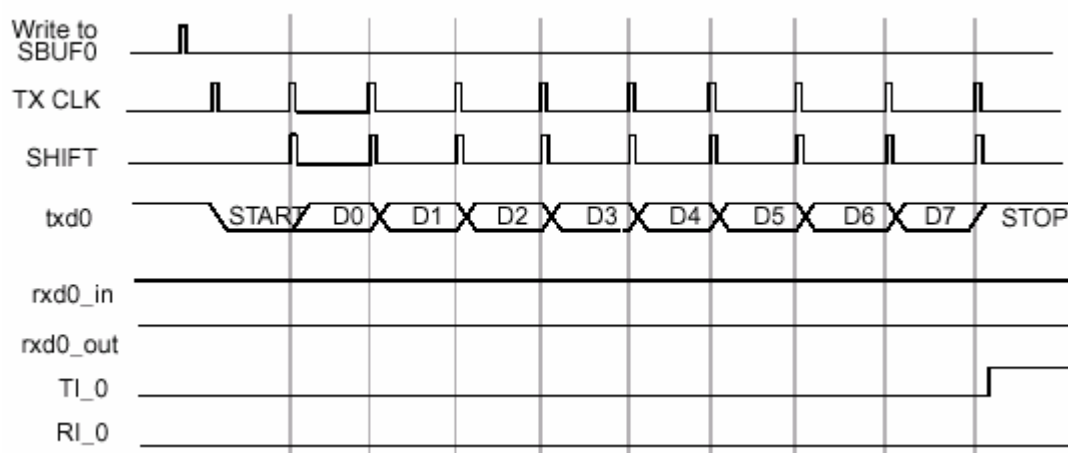 Write to
SBUF0
TX CLK
SHIFT
txd0
START D0 D1 D2 D3 D4 D5 D6 D7 STOP
rxd0_in
rxd0_out
TI_0
RI_0